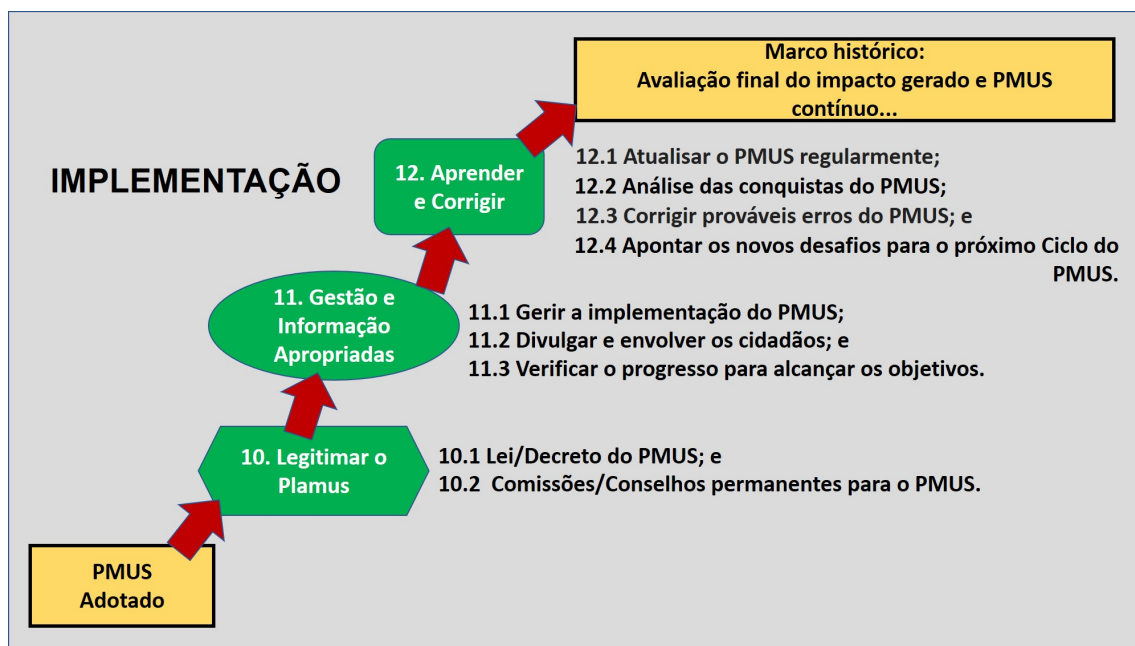 Marco histórico:
Avaliação final do impacto gerado e PMUS
contínuo...
IMPLEMENTAÇÃO
12. Aprender
e Corrigir
12.1 Atualisar o PMUS regularmente;
12.2 Análise das conquistas do PMUS;
12.3 Corrigir prováveis erros do PMUS; e
12.4 Apontar os novos desafios para o próximo Ciclo do
PMUS.
11. Gestão e
Informação
Apropriadas
11.1 Gerir a implementação do PMUS;
11.2 Divulgar e envolver os cidadãos; e
11.3 Verificar o progresso para alcançar os objetivos.
10. Legitimar o
Plamus
10.1 Lei/Decreto do PMUS; e
10.2 Comissões/Conselhos permanentes para o PMUS.
PMUS
Adotado